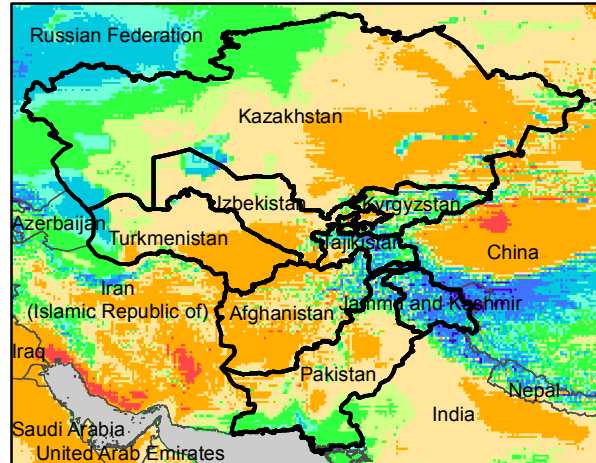 Russian Federation
Kazakhstan
Izbekistan
Kyrgyzstan
Azerbaijan
Turkmenistan
Tajikistan
China
Iran
(Islamic Republic of)
Afghanistan
Jammu and Kashmir
Iraq
Pakistan
Nepal
India
Saudi Arabia
United Arab Emirates